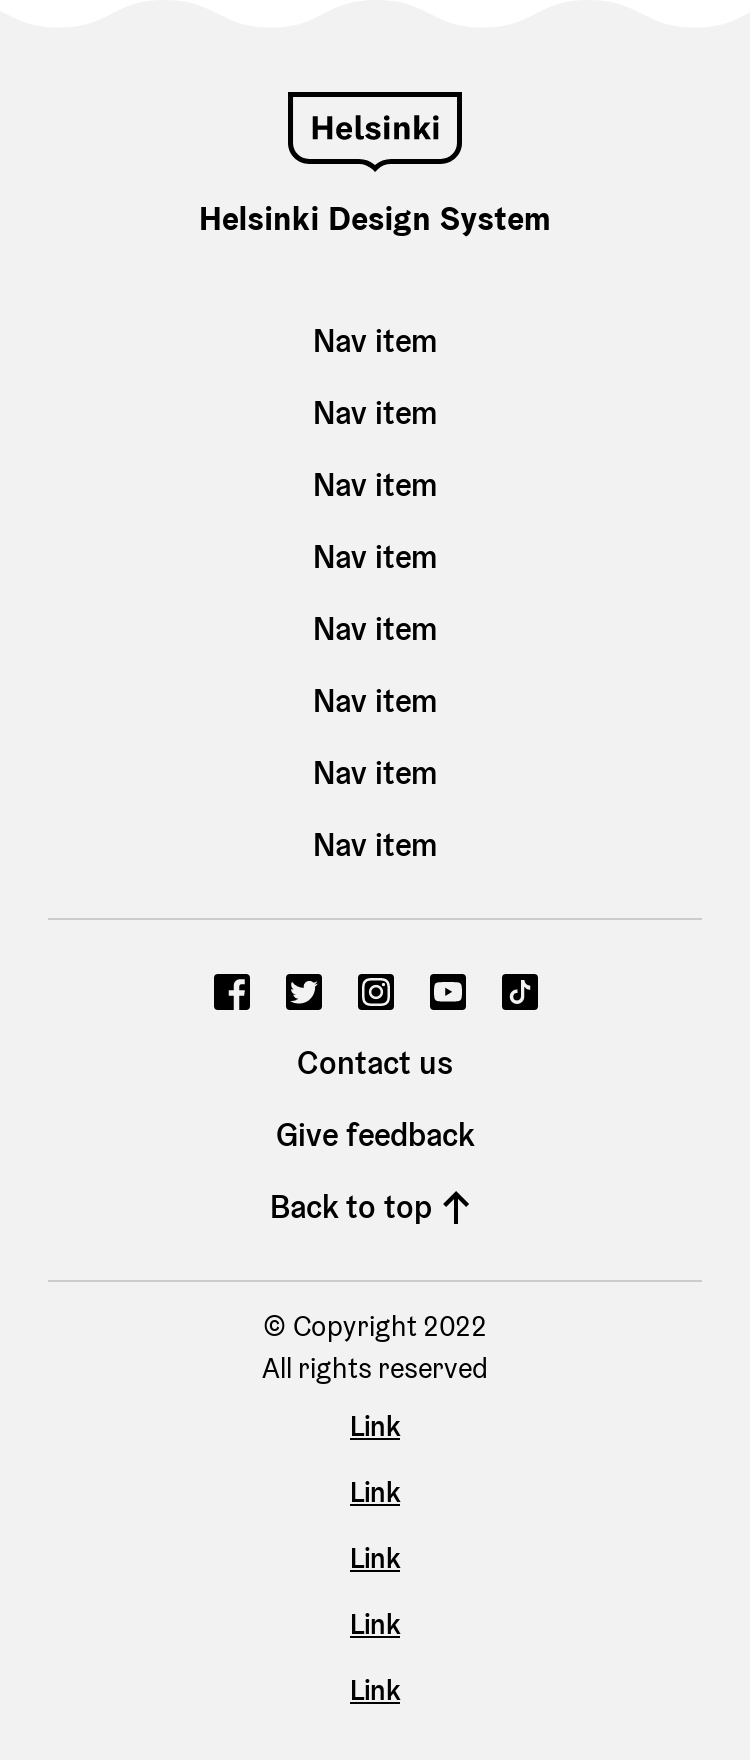 Helsinki
Helsinki Design System
Nav item
Nav item
Nav item
Nav item
Nav item
Nav item
Nav item
Nav item
Contact us
Give feedback
Back to top
© Copyright 2022
All rights reserved
Link
Link
Link
Link
Link